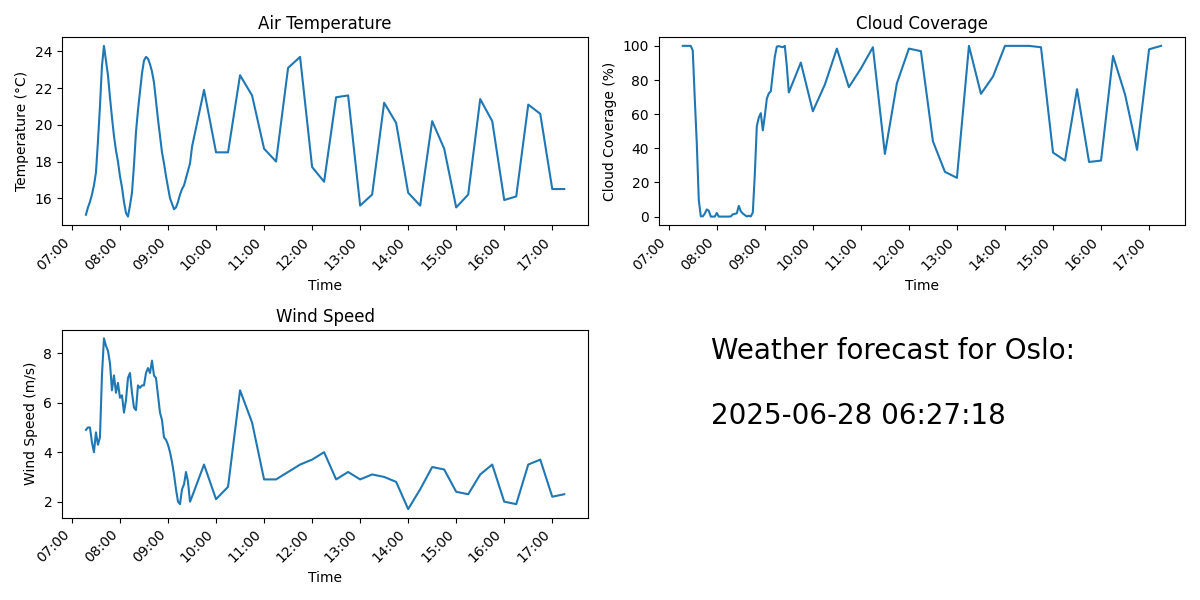 Air Temperature
Temperature (°C)
24
22
20
18
16
07:00 08:00 09:00 10:00 11:00 12:00 13:00 14:00 15:00 16:00 17:00
Time
Cloud Coverage
Cloud Coverage (%)
100
80
60
40
20
0
07:00 08:00 09:00 10:00 11:00 12:00 13:00 14:00 15:00 16:00 17:00
Time
Wind Speed
Wind Speed (m/s)
8
6
4
2
07:00 08:00 09:00 10:00 11:00 12:00 13:00 14:00 15:00 16:00 17:00
Time
Weather forecast for Oslo:
2025-06-28 06:27:18